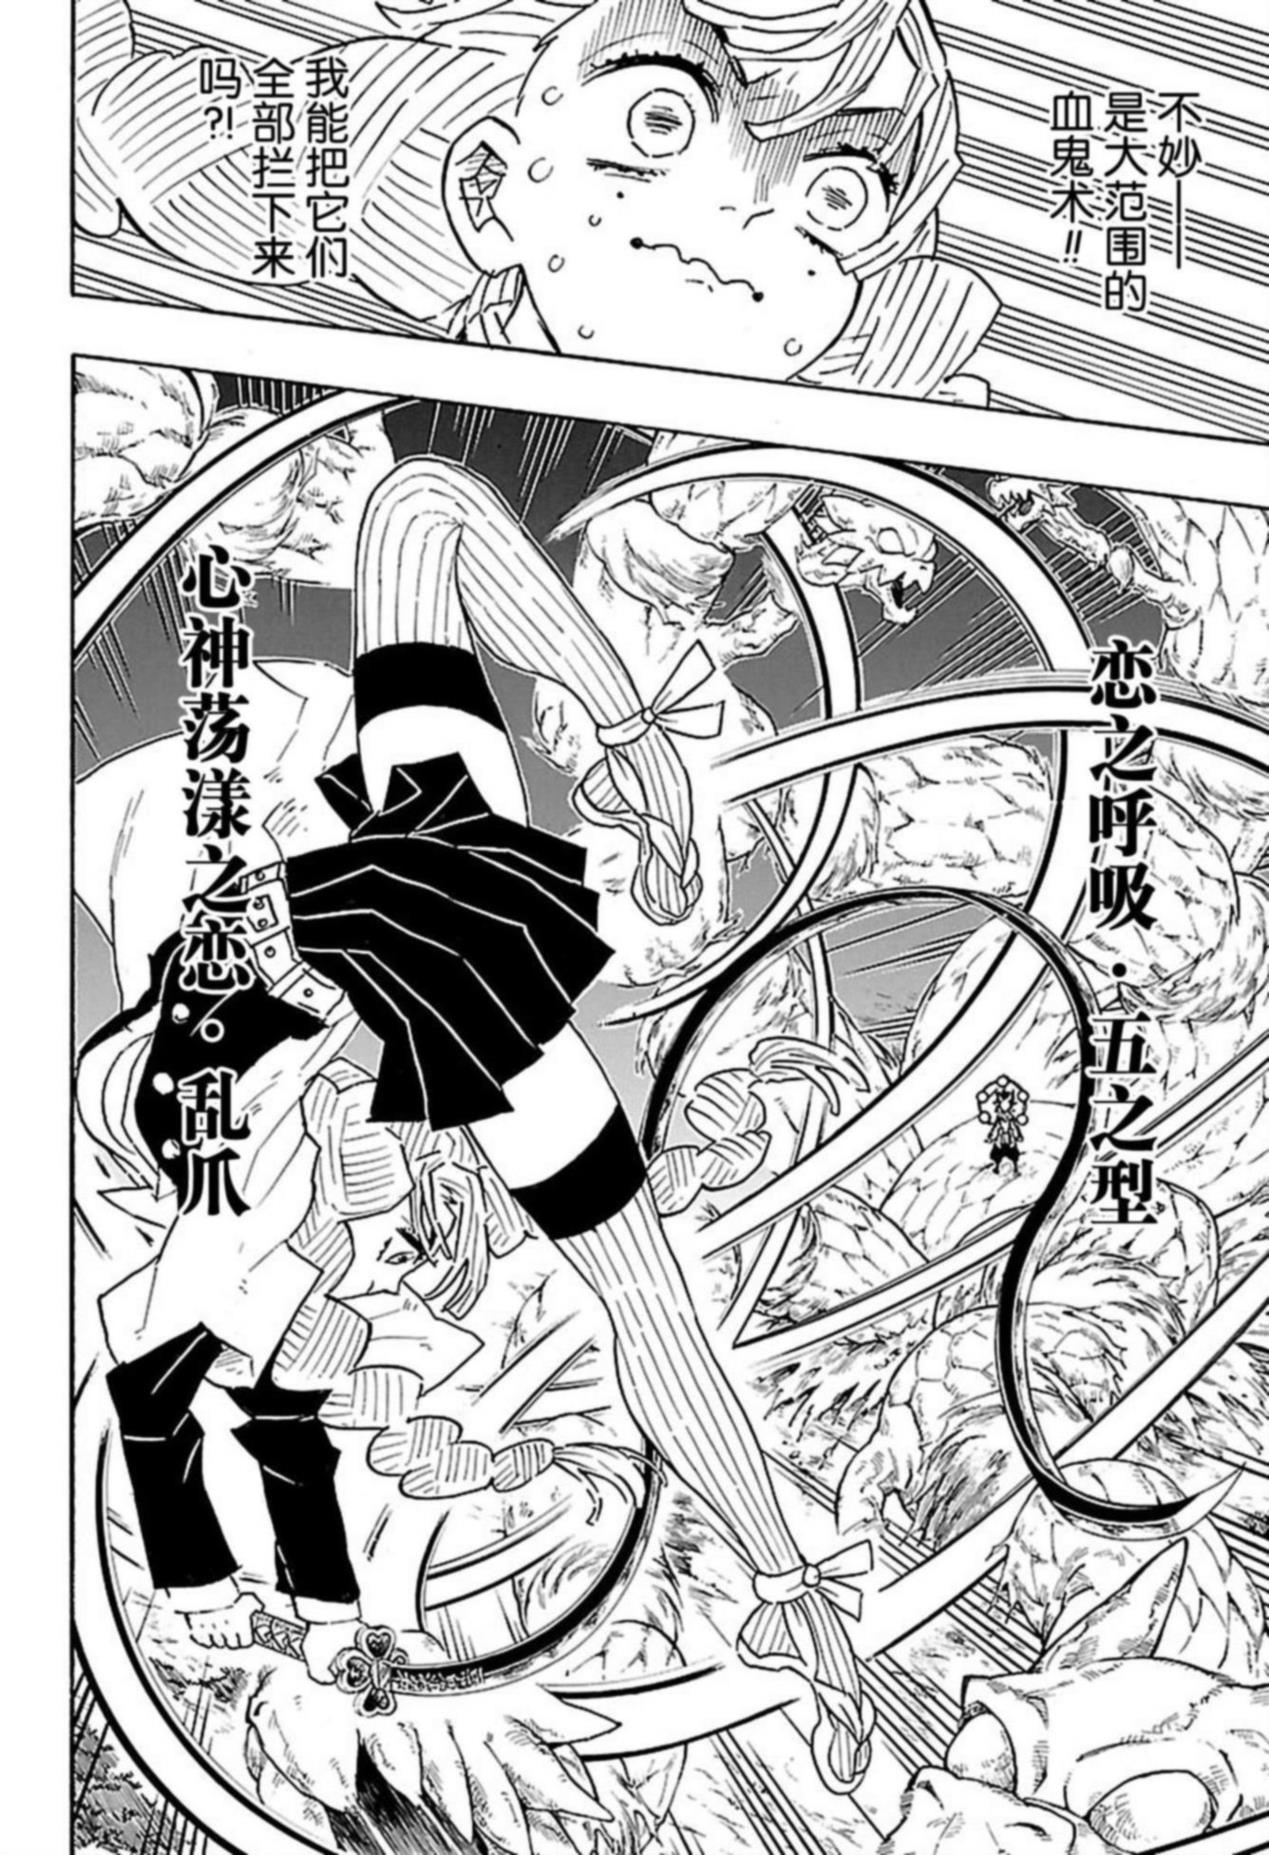 不妙——
是大范围的
血鬼术!!
我能把它们
全部拦下来
吗?!
恋之呼吸·五之型
心神荡漾之恋·乱爪